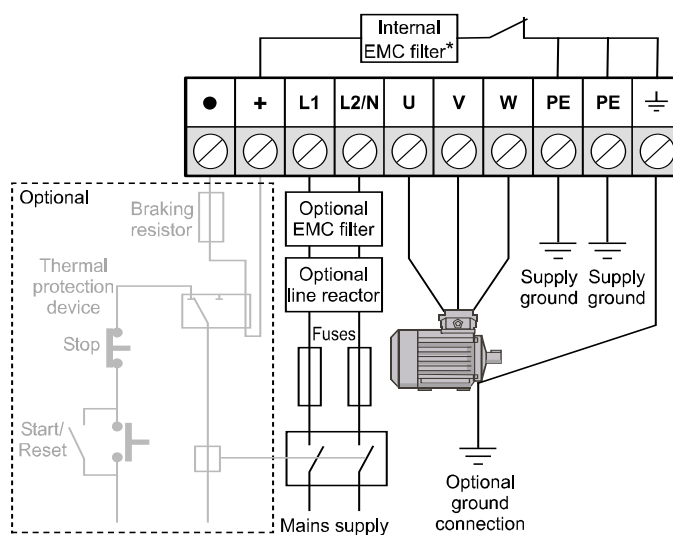 Internal
EMC filter*
● + L1 L2/N U V W PE PE
Optional
Braking
resistor
Thermal
protection
device
Stop
Start/
Reset
Optional
EMC filter
Optional
line reactor
Fuses
Mains supply
Supply
ground
Supply
ground
Optional
ground
connection